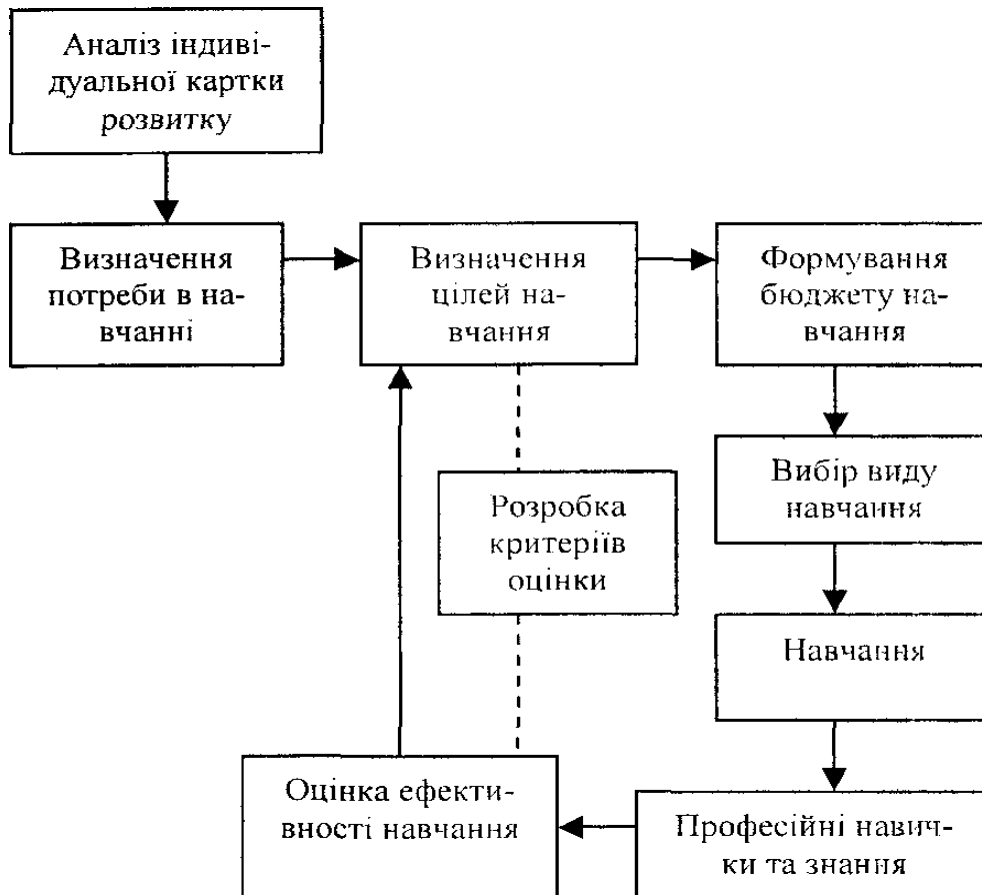 Аналіз індиві-
дуальної картки
розвитку
Визначення
потреби в на-
вчанні
Визначення
цілей на-
вчання
Формування
бюджету на-
вчання
Вибір виду
навчання
Розробка
критеріїв
оцінки
Навчання
Оцінка ефекти-
вності навчання
Професійні навич-
ки та знання